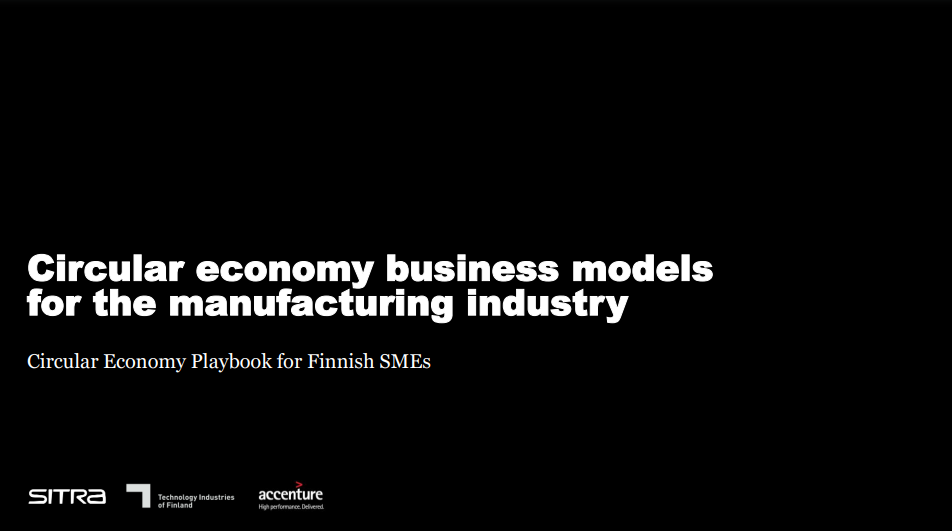 Circular economy business models
for the manufacturing industry
Circular Economy Playbook for Finnish SMEs
SITRA
Technology Industries
of Finland
accenture
High performance. Delivered.